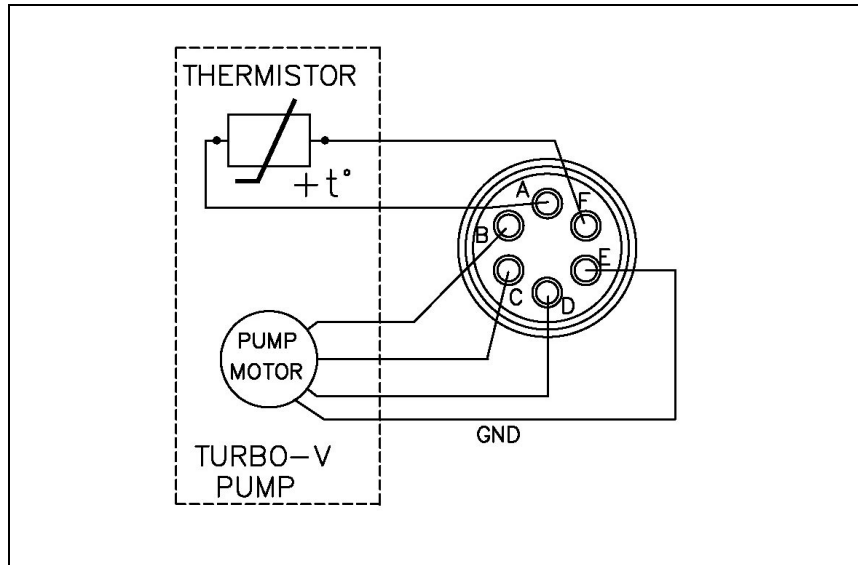 THERMISTOR
+t°
A
F
B
E
C
D
PUMP
MOTOR
GND
TURBO-V
PUMP